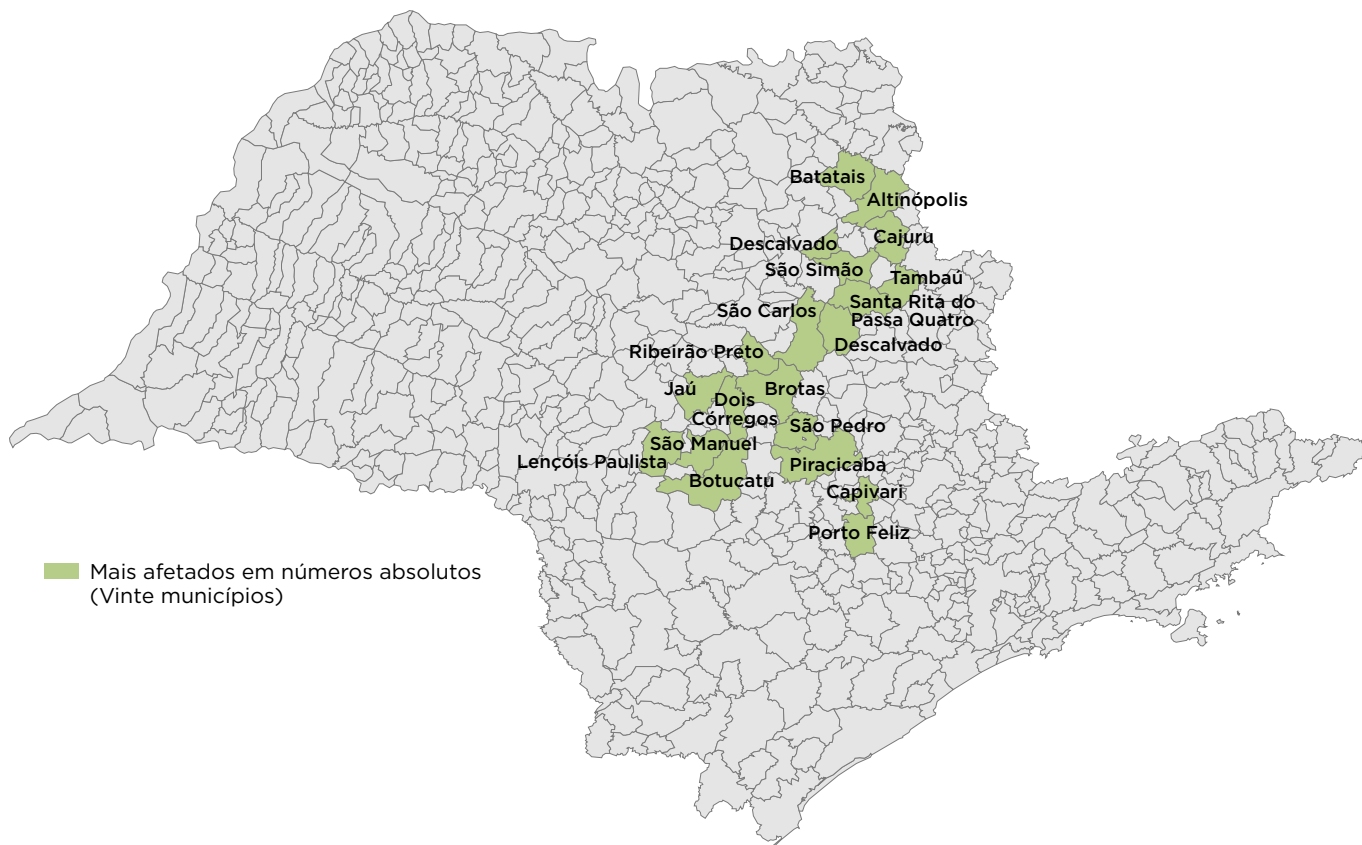 Batatais
Altinópolis
Descalvado
Cajuru
São Simão
Tambaú
São Carlos
Santa Rita do
Passa Quatro
Ribeirão Preto
Descalvado
Jaú
Dois
Córregos
Brotas
São Pedro
São Manuel
Lençóis Paulista
Piracicaba
Botucatu
Capivari
Porto Feliz
Mais afetados em números absolutos
(Vinte municípios)